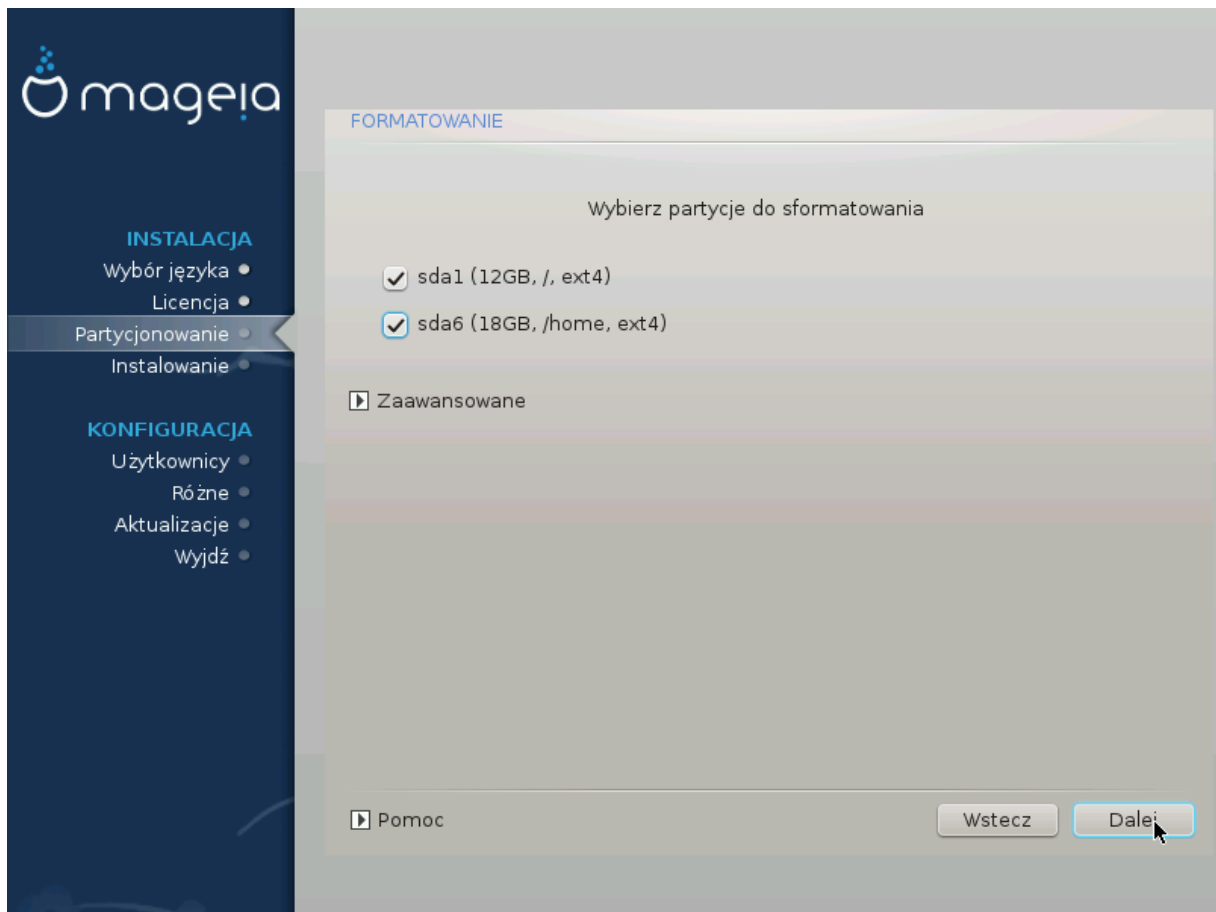 mageia
INSTALACJA
Wybór języka
Licencja
Partycjonowanie
Instalowanie
KONFIGURACJA
Użytkownicy
Różne
Aktualizacje
Wyjdź
FORMATOWANIE
Wybierz partycje do sformatowania
sda1 (12GB, /, ext4)
sda6 (18GB, /home, ext4)
Zaawansowane
Pomoc
Wstecz
Dalej